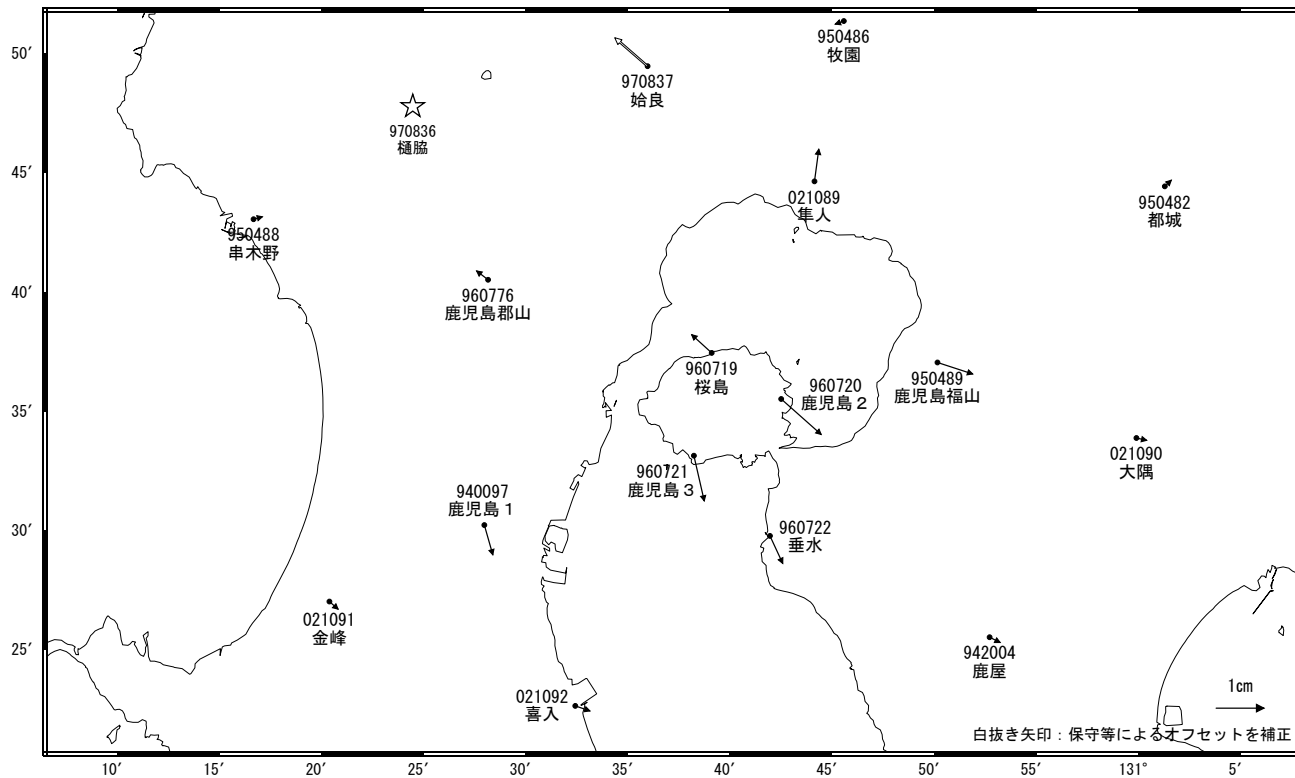 50′
45′
40′
35′
30′
25′
950486
牧園
970837
姶良
970836
樋脇
021089
隼人
950482
都城
950488
串木野
960776
鹿児島郡山
960719
桜島
960720
鹿児島２
950489
鹿児島福山
021090
大隅
960721
鹿児島３
940097
鹿児島１
960722
垂水
021091
金峰
942004
鹿屋
021092
喜入
1㎝
白抜き矢印：保守等によるオフセットを補正
10′ 15′ 20′ 25′ 30′ 35′ 40′ 45′ 50′ 55′ 131° 5′